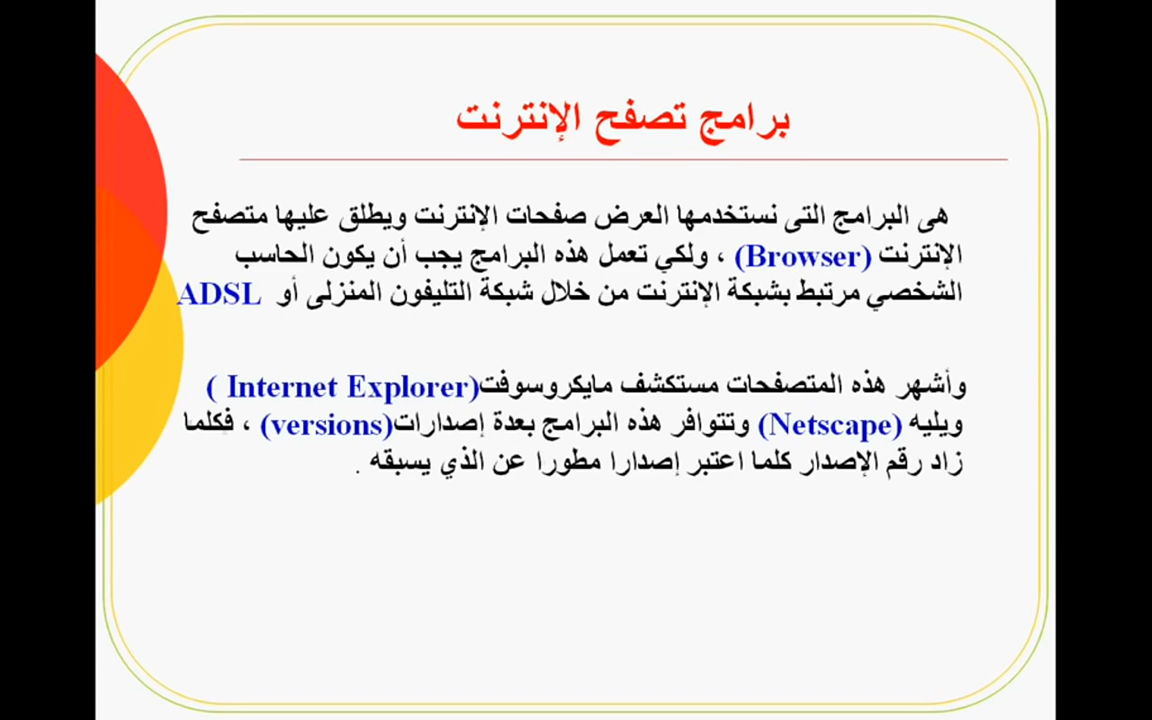 برامج تصفح الإنترنت
هى البرامج التى نستخدمها العرض صفحات الإنترنت ويطلق عليها متصفح
الإنترنت (Browser) ، ولكي تعمل هذه البرامج يجب أن يكون الحاسب
الشخصي مرتبط بشبكة الإنترنت من خلال شبكة التليفون المنزلى أو ADSL
وأشهر هذه المتصفحات مستكشف مايكروسوفت(Internet Explorer )
ويليه (Netscape) وتتوافر هذه البرامج بعدة إصدارات(versions) ، فكلما
زاد رقم الإصدار كلما اعتبر إصدارا مطورا عن الذي يسبقه .